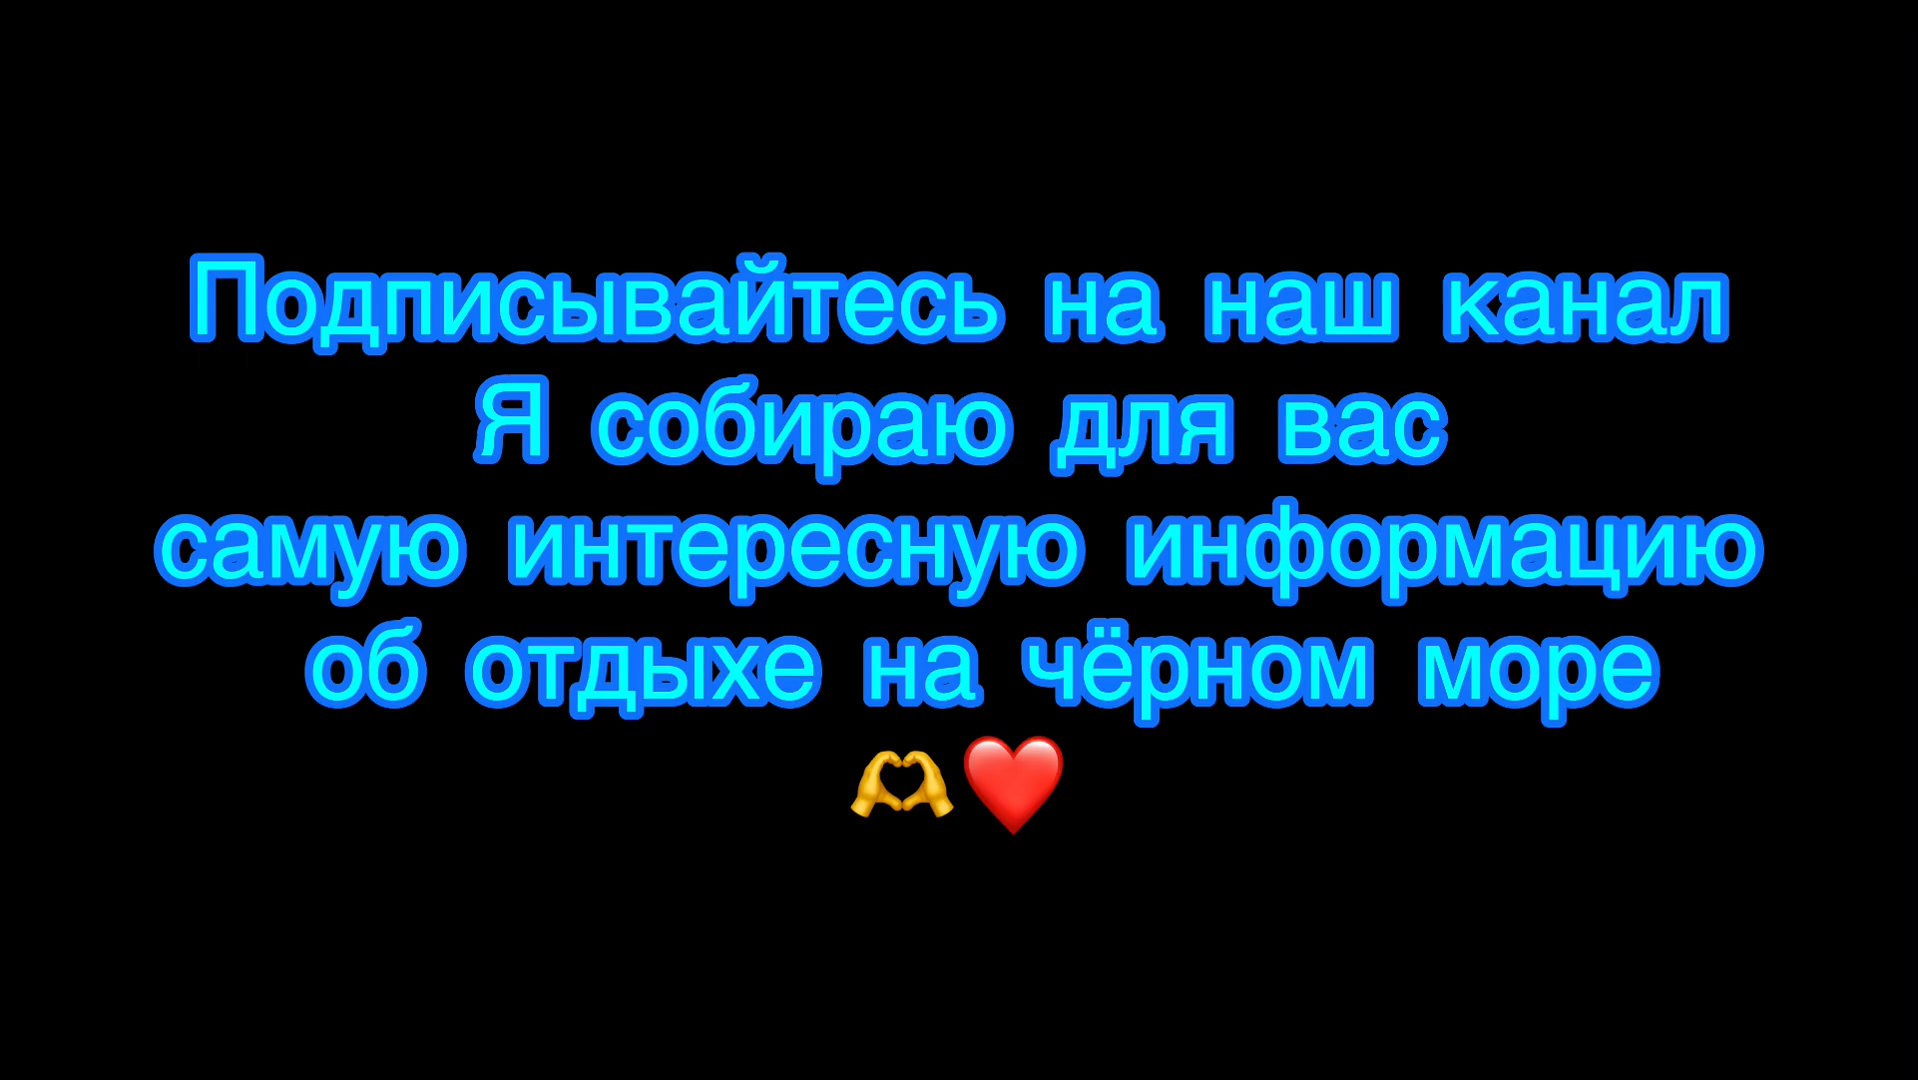 Подписывайтесь на наш канал
Я собираю для вас
самую интересную информацию
об отдыхе на чёрном море
🫶❤️